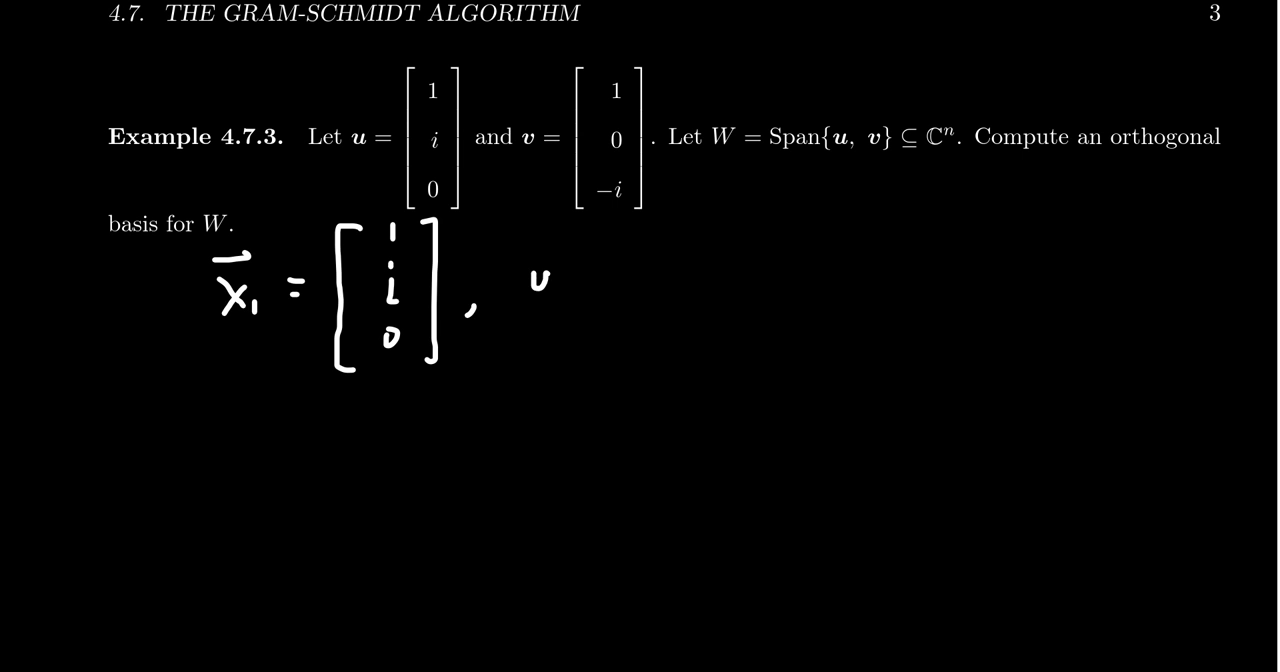 4.7. THE GRAM-SCHMIDT ALGORITHM 3
Example 4.7.3. Let u = [1 i 0] and v = [1 0 −i]. Let W = Span{u, v} ⊆ ℂⁿ. Compute an orthogonal
basis for W.
x⃗₁ = [1 i 0], v